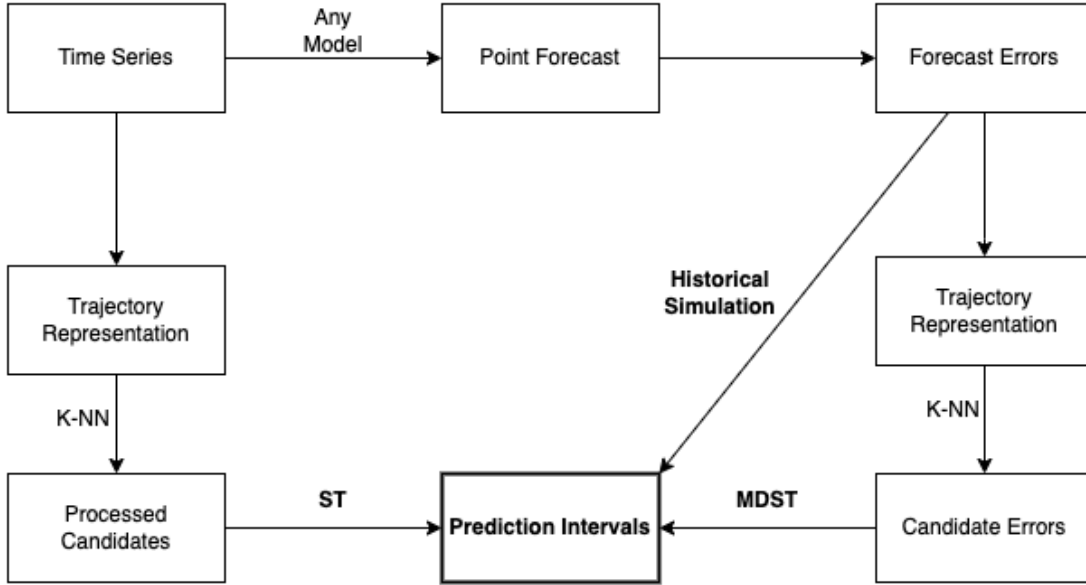 Time Series
Any
Model
Point Forecast
Forecast Errors
Historical
Simulation
Trajectory
Representation
Trajectory
Representation
K-NN
K-NN
Processed
Candidates
ST
Prediction Intervals
MDST
Candidate Errors